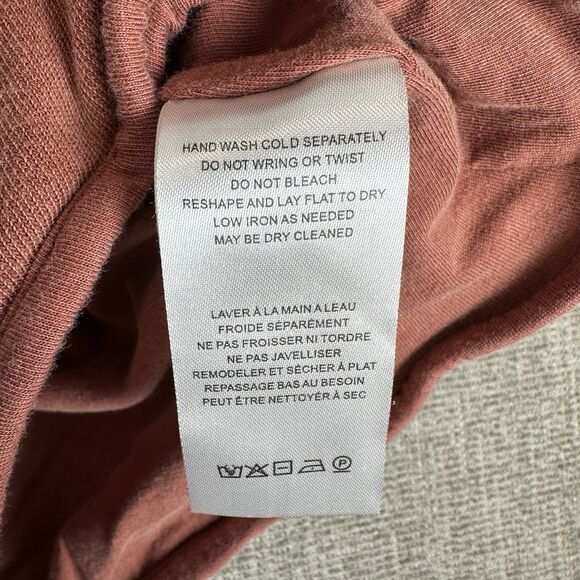 HAND WASH COLD SEPARATELY
DO NOT WRING OR TWIST
DO NOT BLEACH
RESHAPE AND LAY FLAT TO DRY
LOW IRON AS NEEDED
MAY BE DRY CLEANED
LAVER À LA MAIN A LEAU
FROIDE SÉPARÉMENT
NE PAS FROISSER NI TORDRE
NE PAS JAVELLISER
REMODELER ET SÉCHER À PLAT
REPASSAGE BAS AU BESOIN
PEUT ÊTRE NETTOYER À SEC
P